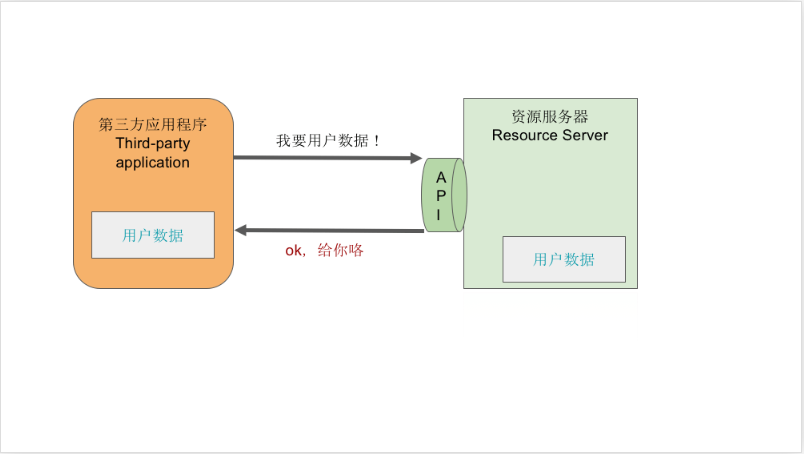 第三方应用程序
Third-party
application
用户数据
我要用户数据！
ok，给你咯
A
P
I
资源服务器
Resource Server
用户数据